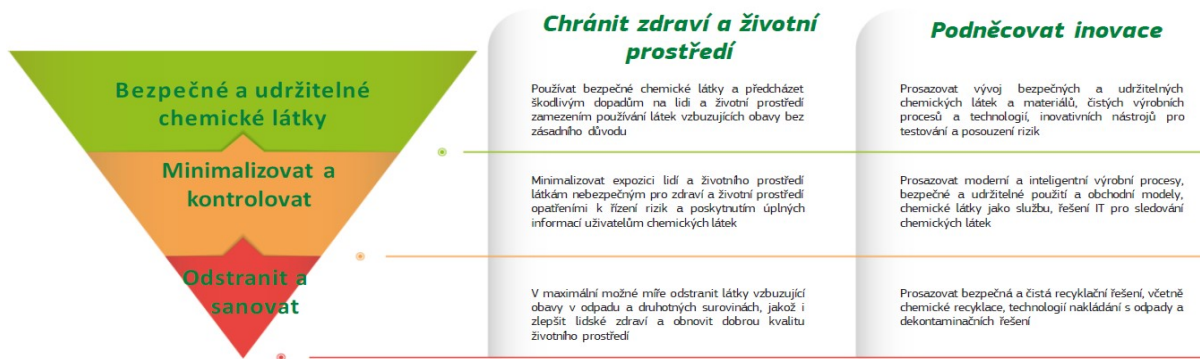 Chránit zdraví a životní
prostředí
Podněcovat inovace
Bezpečné a udržitelné
chemické látky
Používat bezpečné chemické látky a předcházet
škodlivým dopadům na lidi a životní prostředí
zamezením používání látek vzbuzujících obavy bez
zásadního důvodu
Prosazovat vývoj bezpečných a udržitelných
chemických látek a materiálů, čistých výrobních
procesů a technologií, inovativních nástrojů pro
testování a posouzení rizik
Minimalizovat a
kontrolovat
Minimalizovat expozici lidí a životního prostředí
látkám nebezpečným pro zdraví a životní prostředí
opatřeními k řízení rizik a poskytnutím úplných
informací uživatelům chemických látek
Prosazovat moderní a inteligentní výrobní procesy,
bezpečné a udržitelné použití a obchodní modely,
chemické látky jako službu, řešení IT pro sledování
chemických látek
Odstranit a
sanovat
V maximální možné míře odstranit látky vzbuzující
obavy v odpadu a druhotných surovinách, jakož i
zlepšit lidské zdraví a obnovit dobrou kvalitu
životního prostředí
Prosazovat bezpečná a čistá recyklační řešení, včetně
chemické recyklace, technologií nakládání s odpady a
dekontaminačních řešení